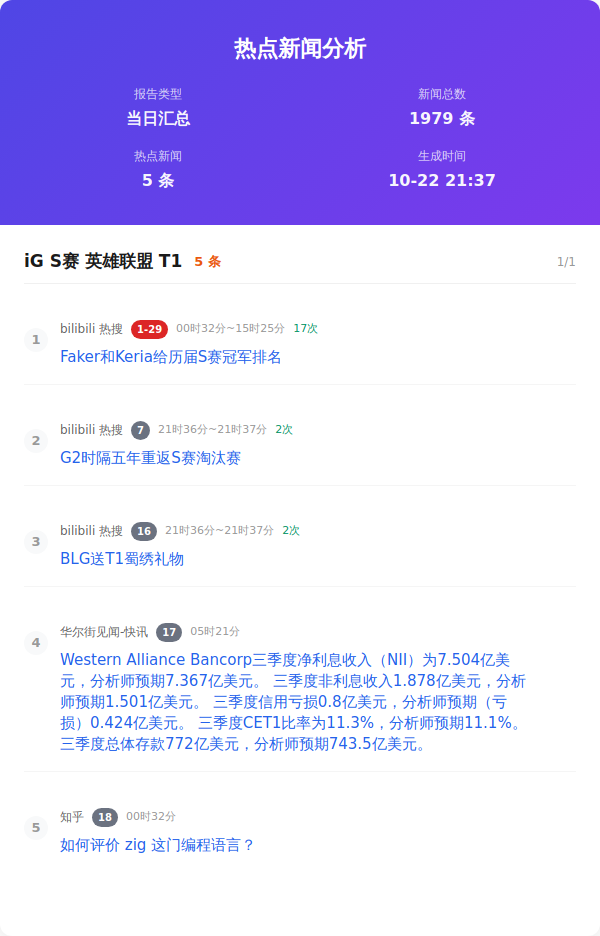 热点新闻分析
报告类型
当日汇总
新闻总数
1979 条
热点新闻
5 条
生成时间
10-22 21:37
iG S赛 英雄联盟 T1 5 条 1/1
1
bilibili 热搜 1-29 00时32分~15时25分 17次
Faker和Keria给历届S赛冠军排名
2
bilibili 热搜 7 21时36分~21时37分 2次
G2时隔五年重返S赛淘汰赛
3
bilibili 热搜 16 21时36分~21时37分 2次
BLG送T1蜀绣礼物
4
华尔街见闻-快讯 17 05时21分
Western Alliance Bancorp三季度净利息收入（NII）为7.504亿美
元，分析师预期7.367亿美元。 三季度非利息收入1.878亿美元，分析
师预期1.501亿美元。 三季度信用亏损0.8亿美元，分析师预期（亏
损）0.424亿美元。 三季度CET1比率为11.3%，分析师预期11.1%。
三季度总体存款772亿美元，分析师预期743.5亿美元。
5
知乎 18 00时32分
如何评价 zig 这门编程语言？